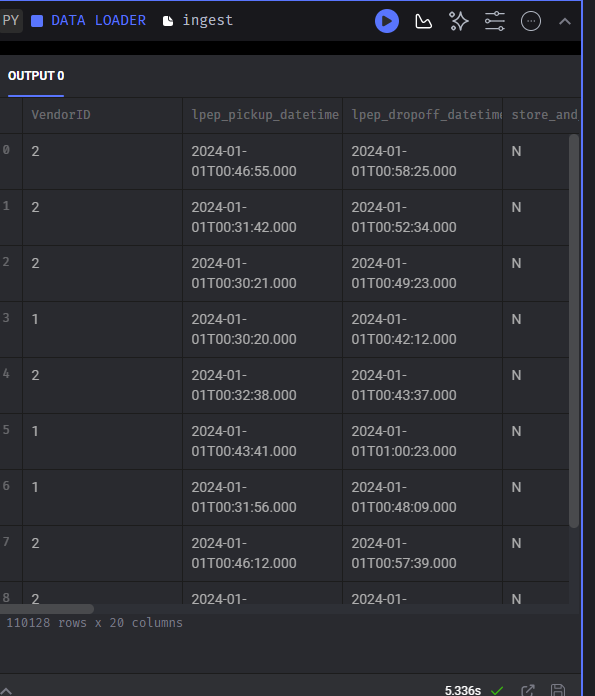 PY DATA LOADER ingest
OUTPUT 0
VendorID lpep_pickup_datetime lpep_dropoff_datetime store_and_
0 2 2024-01- 2024-01- N
01T00:46:55.000 01T00:58:25.000
1 2 2024-01- 2024-01- N
01T00:31:42.000 01T00:52:34.000
2 2 2024-01- 2024-01- N
01T00:30:21.000 01T00:49:23.000
3 1 2024-01- 2024-01- N
01T00:30:20.000 01T00:42:12.000
4 2 2024-01- 2024-01- N
01T00:32:38.000 01T00:43:37.000
5 1 2024-01- 2024-01- N
01T00:43:41.000 01T01:00:23.000
6 1 2024-01- 2024-01- N
01T00:31:56.000 01T00:48:09.000
7 2 2024-01- 2024-01- N
01T00:46:12.000 01T00:57:39.000
8 2 2024-01- 2024-01- N
110128 rows x 20 columns
5.336s